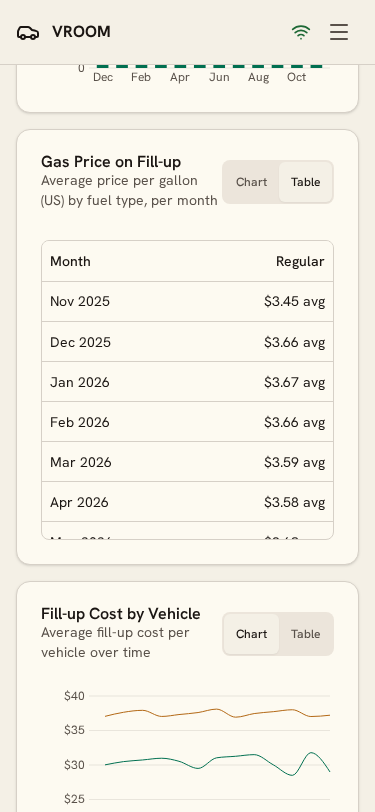 VROOM
0
Dec Feb Apr Jun Aug Oct
Gas Price on Fill-up
Average price per gallon
(US) by fuel type, per month
Chart Table
Month Regular
Nov 2025 $3.45 avg
Dec 2025 $3.66 avg
Jan 2026 $3.67 avg
Feb 2026 $3.66 avg
Mar 2026 $3.59 avg
Apr 2026 $3.58 avg
Fill-up Cost by Vehicle
Average fill-up cost per
vehicle over time
Chart Table
$40
$35
$30
$25